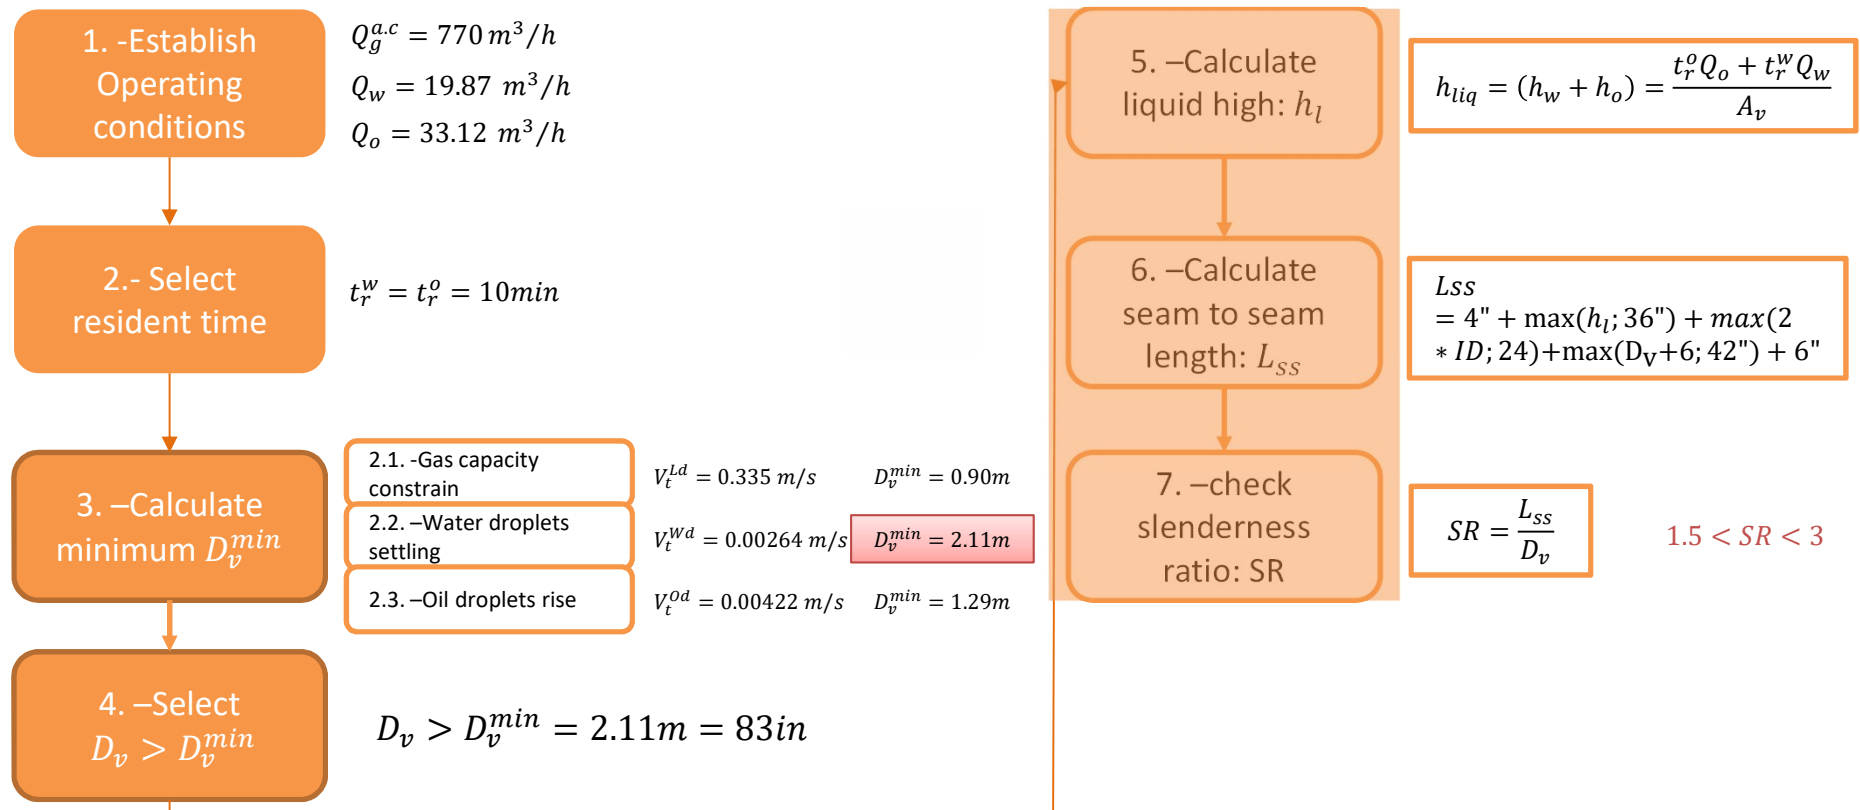 1. -Establish
Operating
conditions
Q_g^{a.c} = 770 m³/h
Q_w = 19.87 m³/h
Q_o = 33.12 m³/h
2.- Select
resident time
t_r^w = t_r^o = 10min
3. –Calculate
minimum D_v^{min}
2.1. -Gas capacity
constrain
V_t^{Ld} = 0.335 m/s
D_v^{min} = 0.90m
2.2. –Water droplets
settling
V_t^{Wd} = 0.00264 m/s
D_v^{min} = 2.11m
2.3. –Oil droplets rise
V_t^{Od} = 0.00422 m/s
D_v^{min} = 1.29m
4. –Select
D_v > D_v^{min}
D_v > D_v^{min} = 2.11m = 83in
5. –Calculate
liquid high: h_l
h_{liq} = (h_w + h_o) = \frac{t_r^o Q_o + t_r^w Q_w}{A_v}
6. –Calculate
seam to seam
length: L_{ss}
Lss
= 4" + max(h_l; 36") + max(2
* ID; 24)+max(D_v+6; 42") + 6"
7. –check
slenderness
ratio: SR
SR = \frac{L_{ss}}{D_v}
1.5 < SR < 3